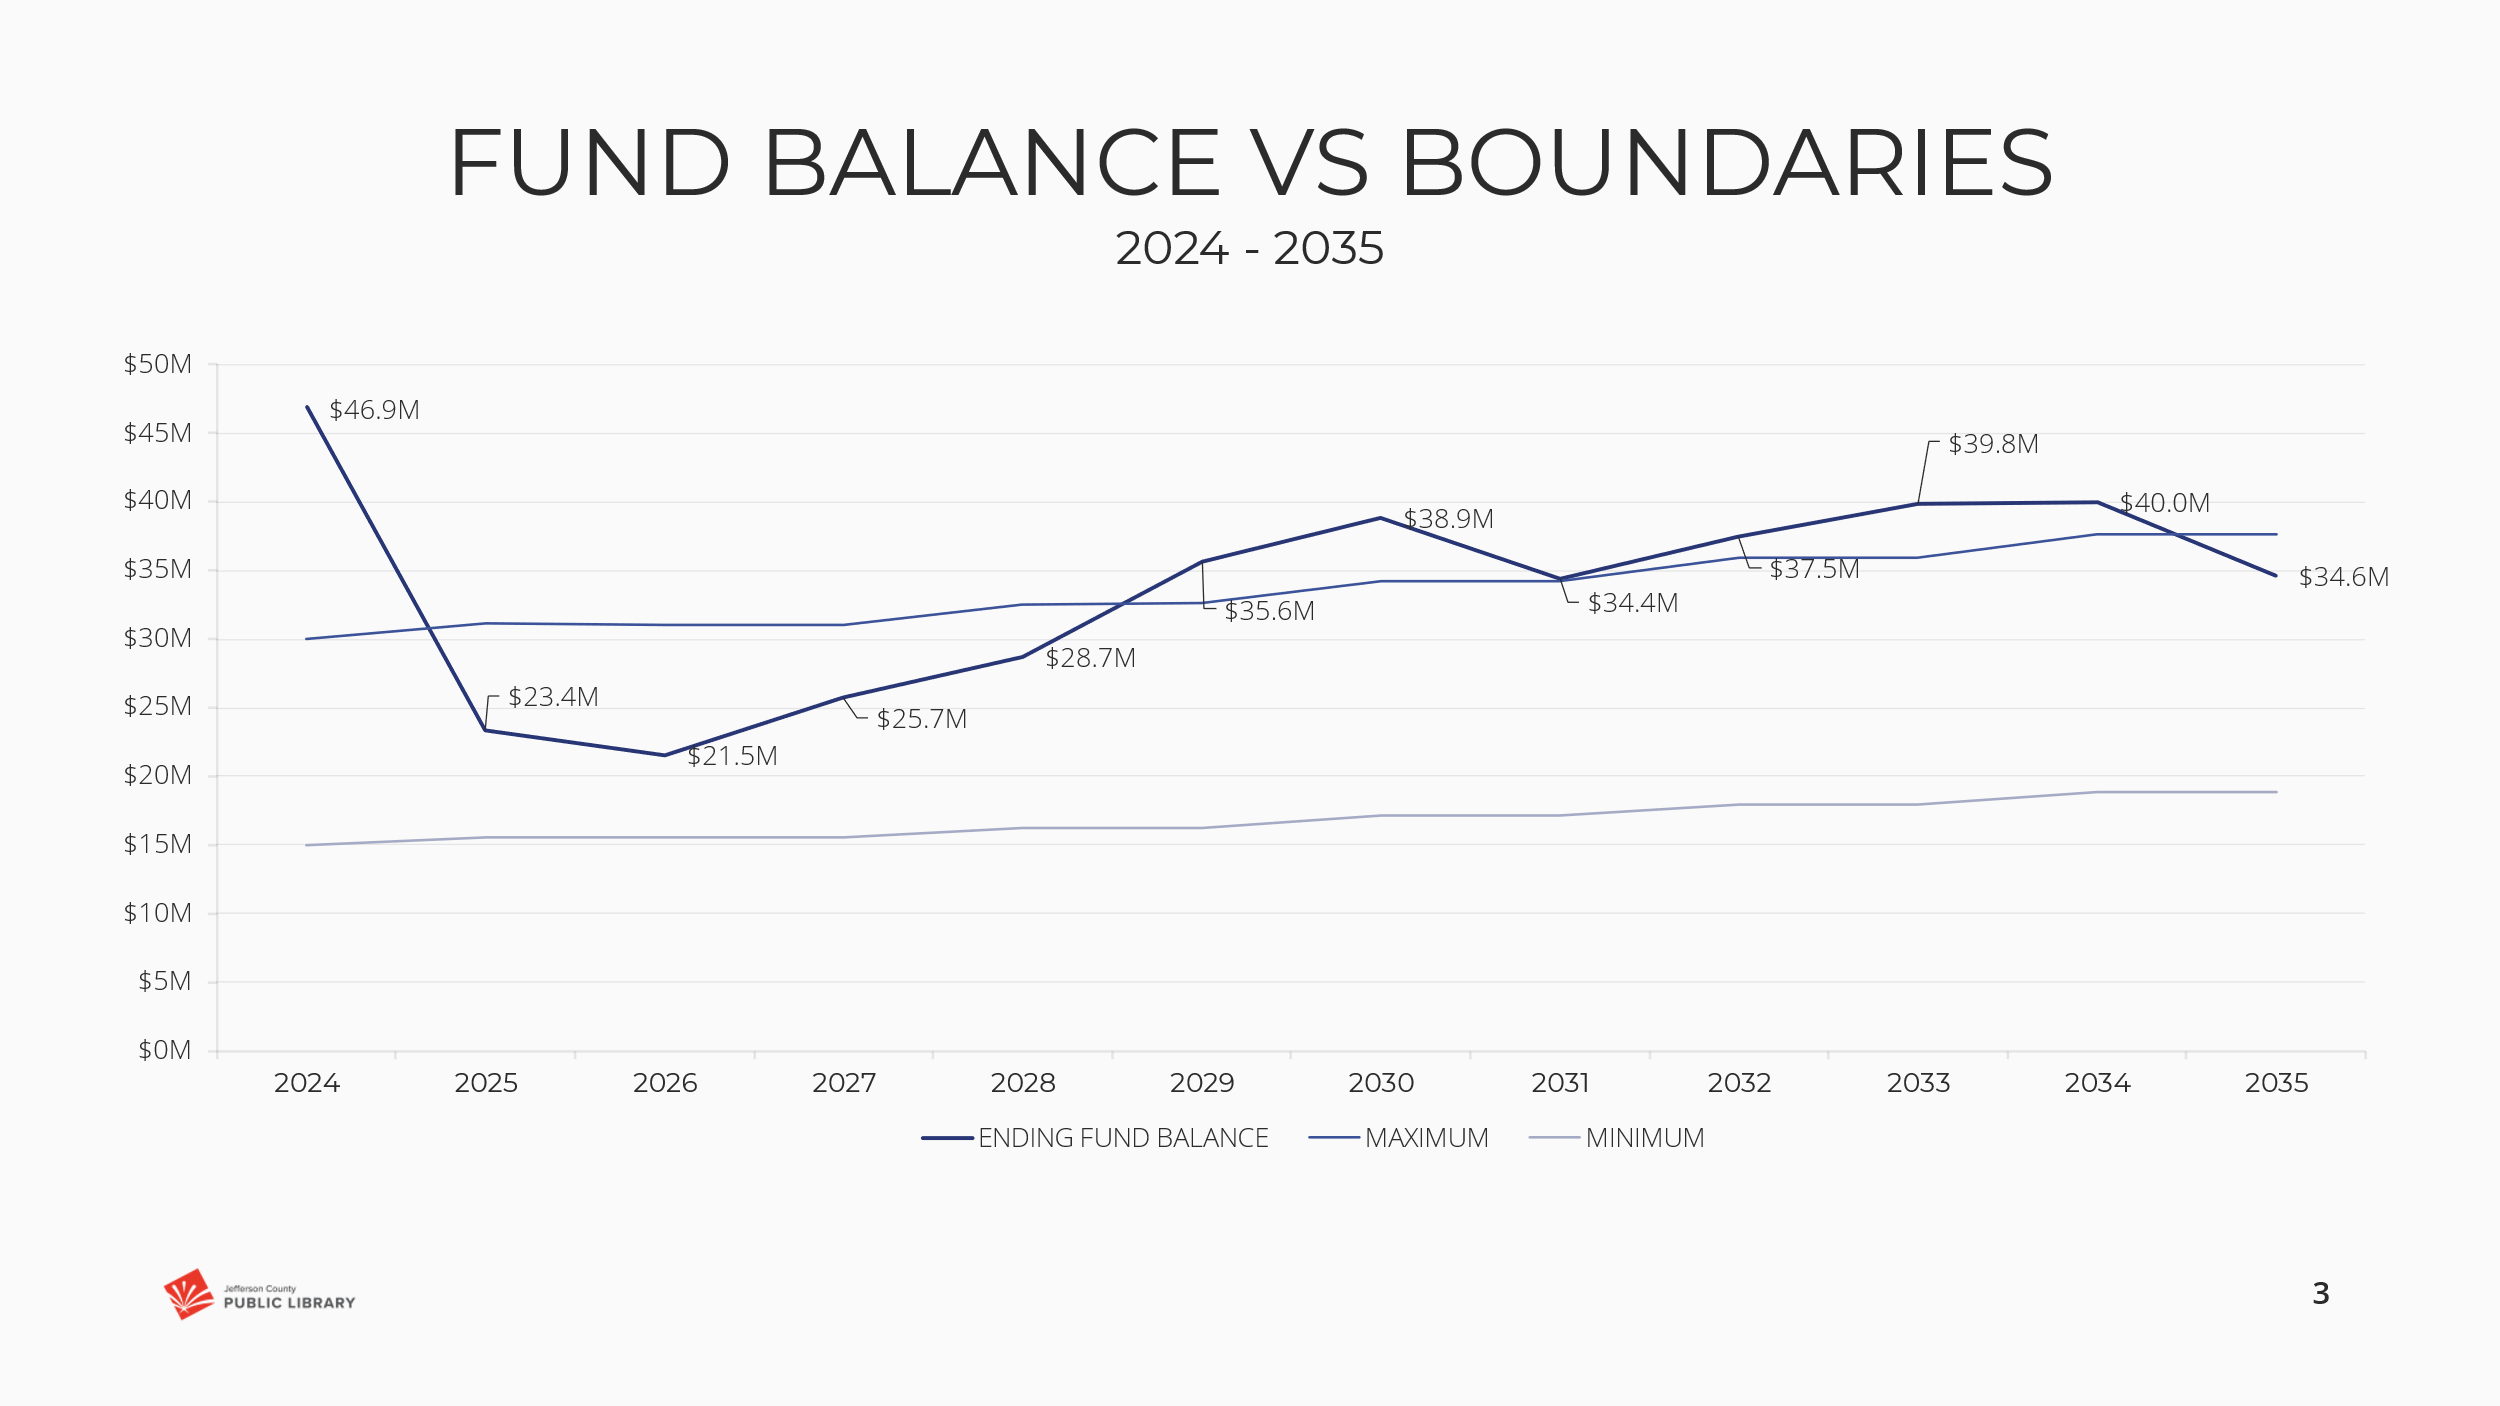 FUND BALANCE VS BOUNDARIES
2024 - 2035
$50M
$45M
$40M
$35M
$30M
$25M
$20M
$15M
$10M
$5M
$0M
$46.9M
$23.4M
$21.5M
$25.7M
$28.7M
$35.6M
$38.9M
$34.4M
$37.5M
$39.8M
$40.0M
$34.6M
2024 2025 2026 2027 2028 2029 2030 2031 2032 2033 2034 2035
ENDING FUND BALANCE MAXIMUM MINIMUM
Jefferson County
PUBLIC LIBRARY
3